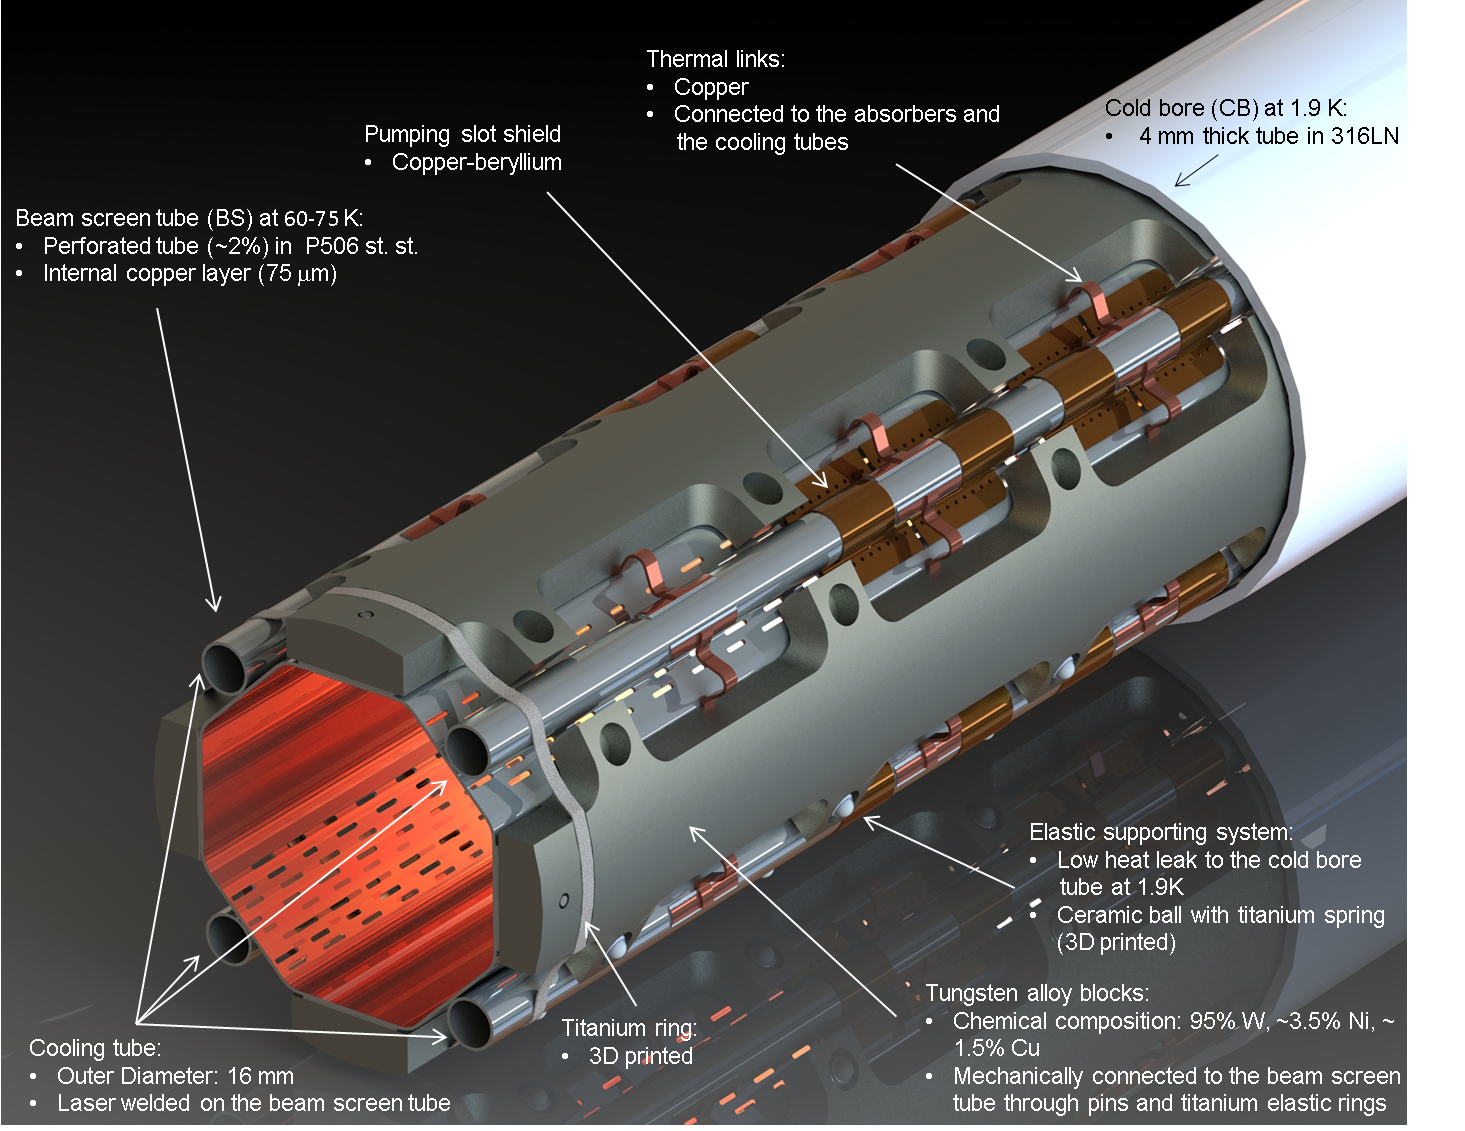 Thermal links:
• Copper
• Connected to the absorbers and
the cooling tubes
Cold bore (CB) at 1.9 K:
• 4 mm thick tube in 316LN
Pumping slot shield
• Copper-beryllium
Beam screen tube (BS) at 60-75 K:
• Perforated tube (~2%) in P506 st. st.
• Internal copper layer (75 μm)
Elastic supporting system:
• Low heat leak to the cold bore
tube at 1.9K
• Ceramic ball with titanium spring
(3D printed)
Tungsten alloy blocks:
• Chemical composition: 95% W, ~3.5% Ni, ~
1.5% Cu
• Mechanically connected to the beam screen
tube through pins and titanium elastic rings
Titanium ring:
• 3D printed
Cooling tube:
• Outer Diameter: 16 mm
• Laser welded on the beam screen tube